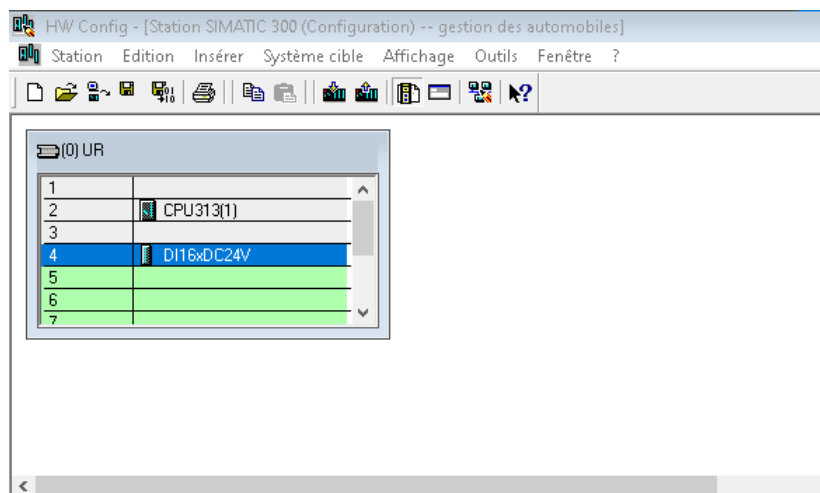 HW Config - [Station SIMATIC 300 (Configuration) -- gestion des automobiles]
Station Edition Insérer Système cible Affichage Outils Fenêtre ?
(0) UR
1
2 CPU313(1)
3
4 DI16xDC24V
5
6
7